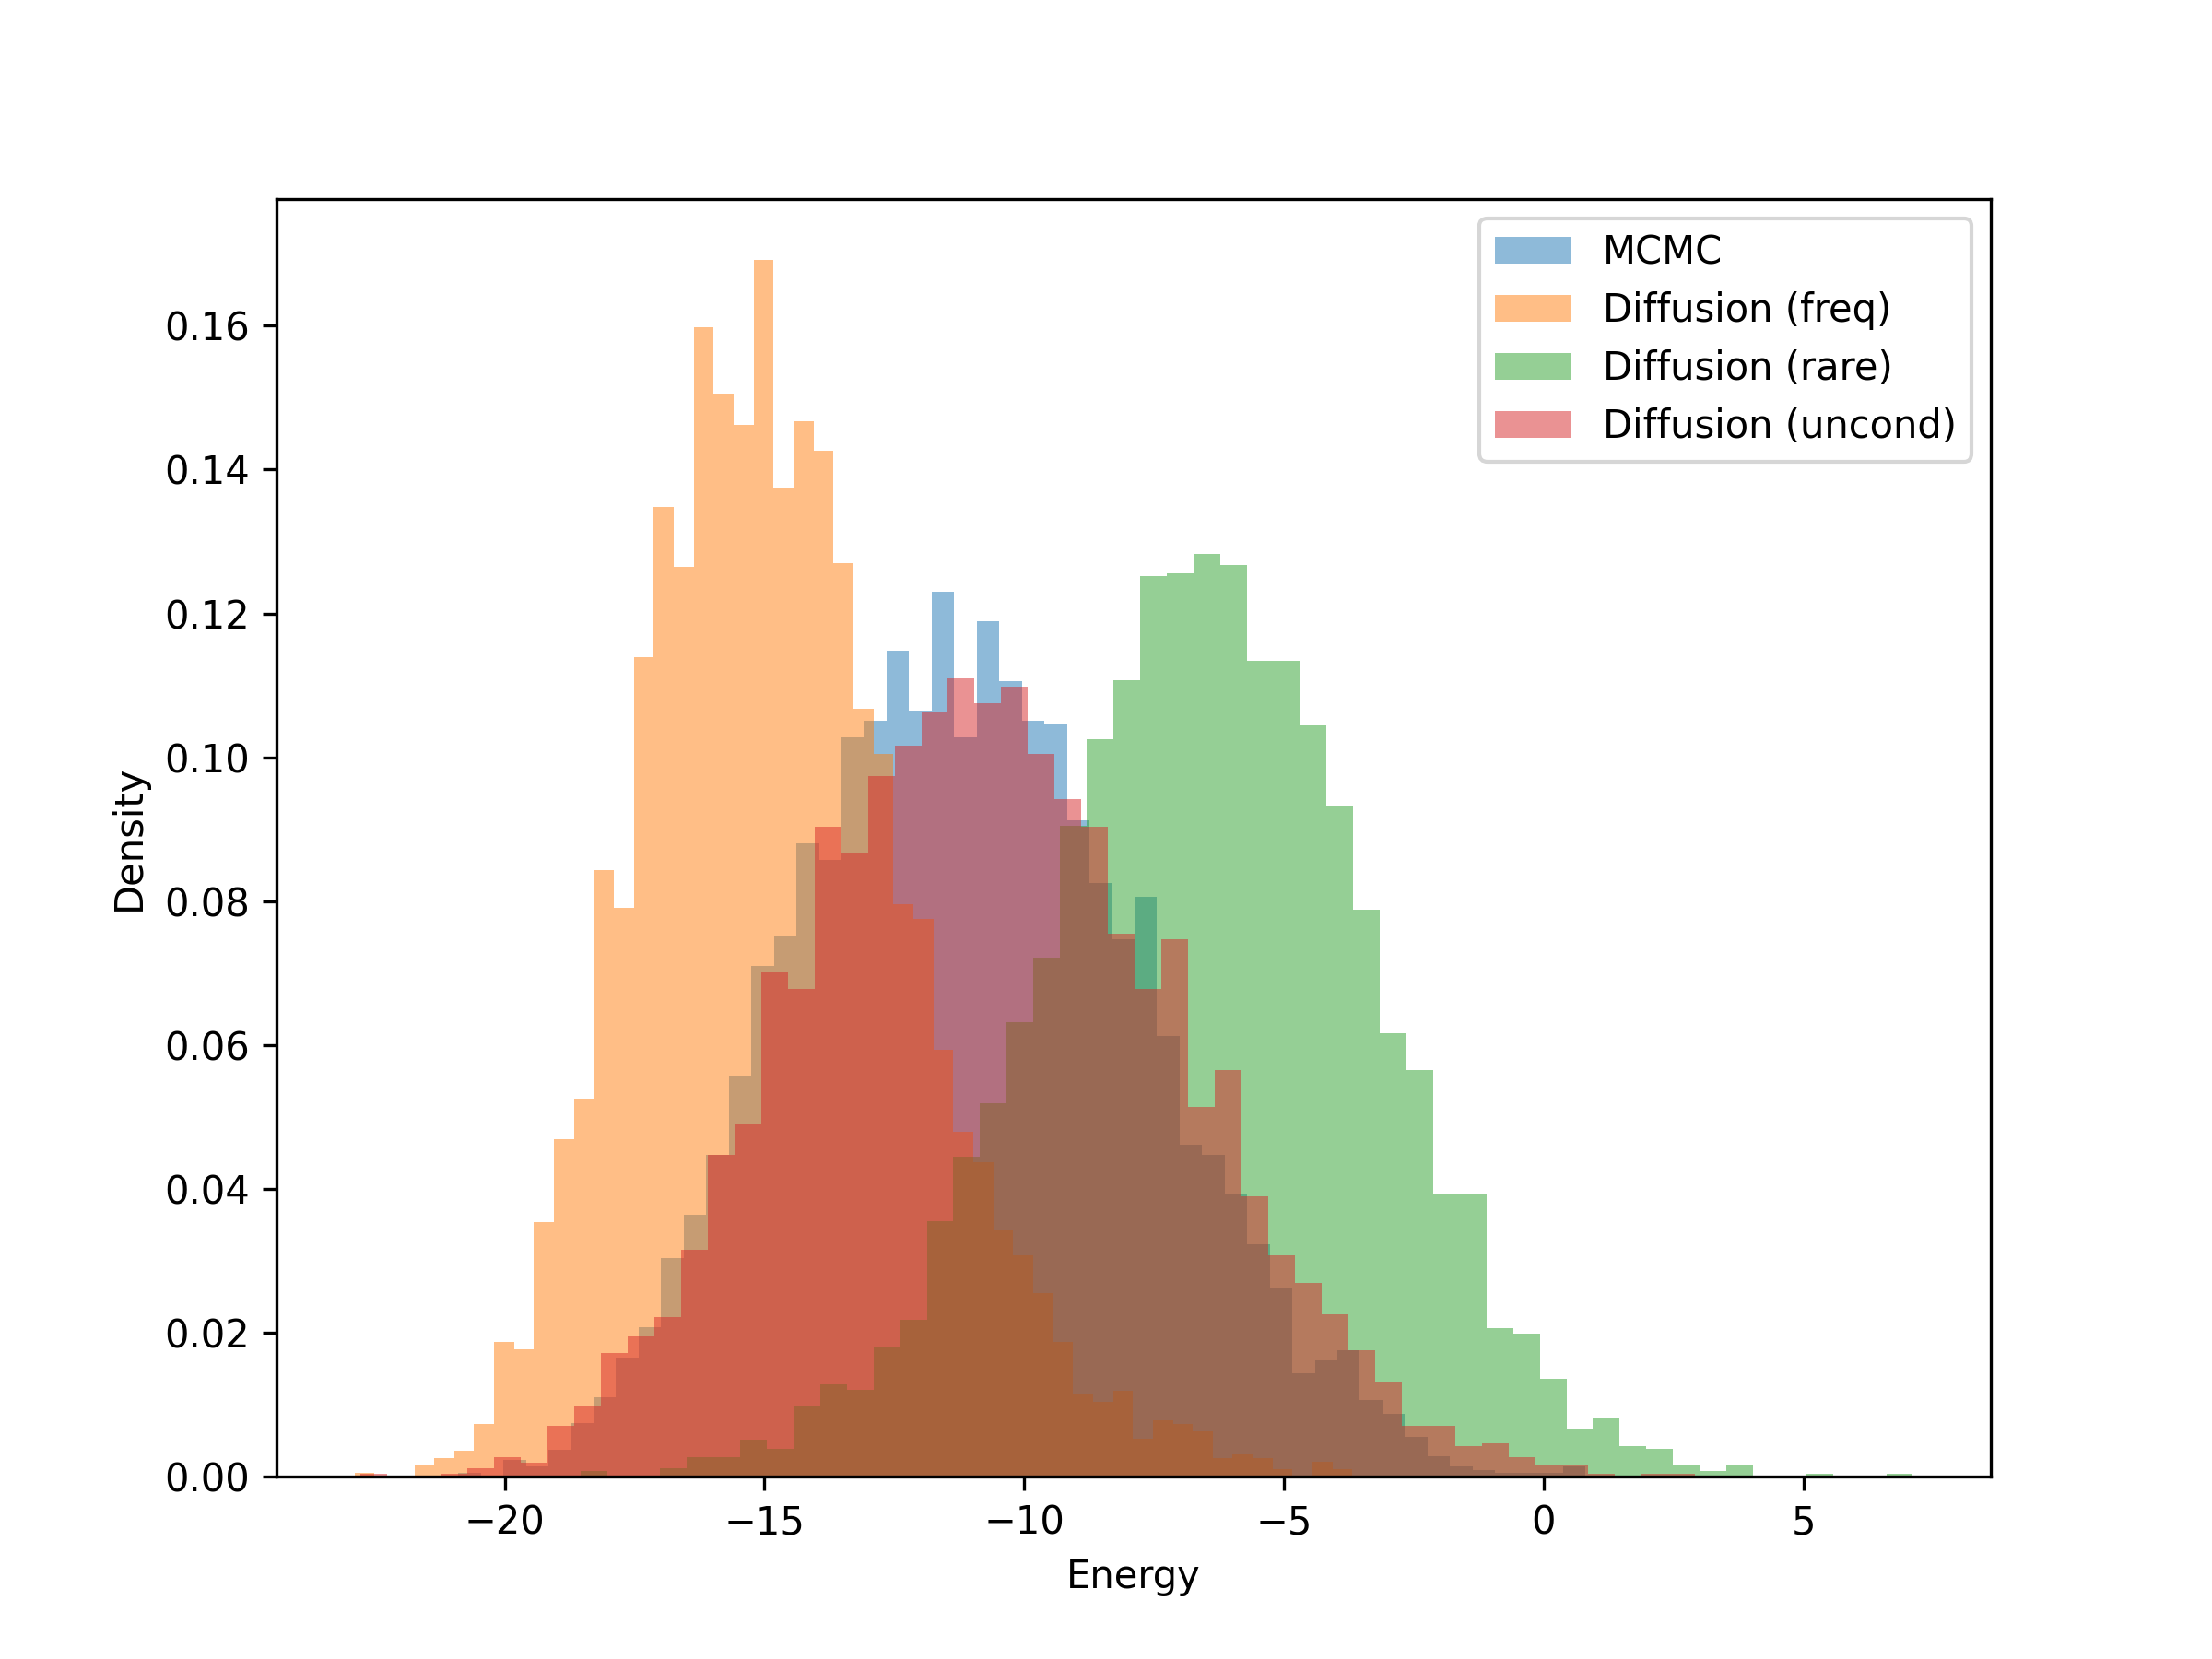 MCMC
Diffusion (freq)
Diffusion (rare)
Diffusion (uncond)
0.16
0.14
0.12
0.10
0.08
0.06
0.04
0.02
0.00
Density
−20 −15 −10 −5 0 5
Energy